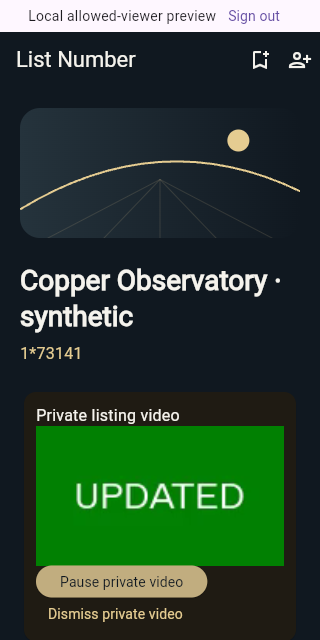 Local allowed-viewer preview Sign out
List Number
Copper Observatory ·
synthetic
1*73141
Private listing video
UPDATED
Pause private video
Dismiss private video